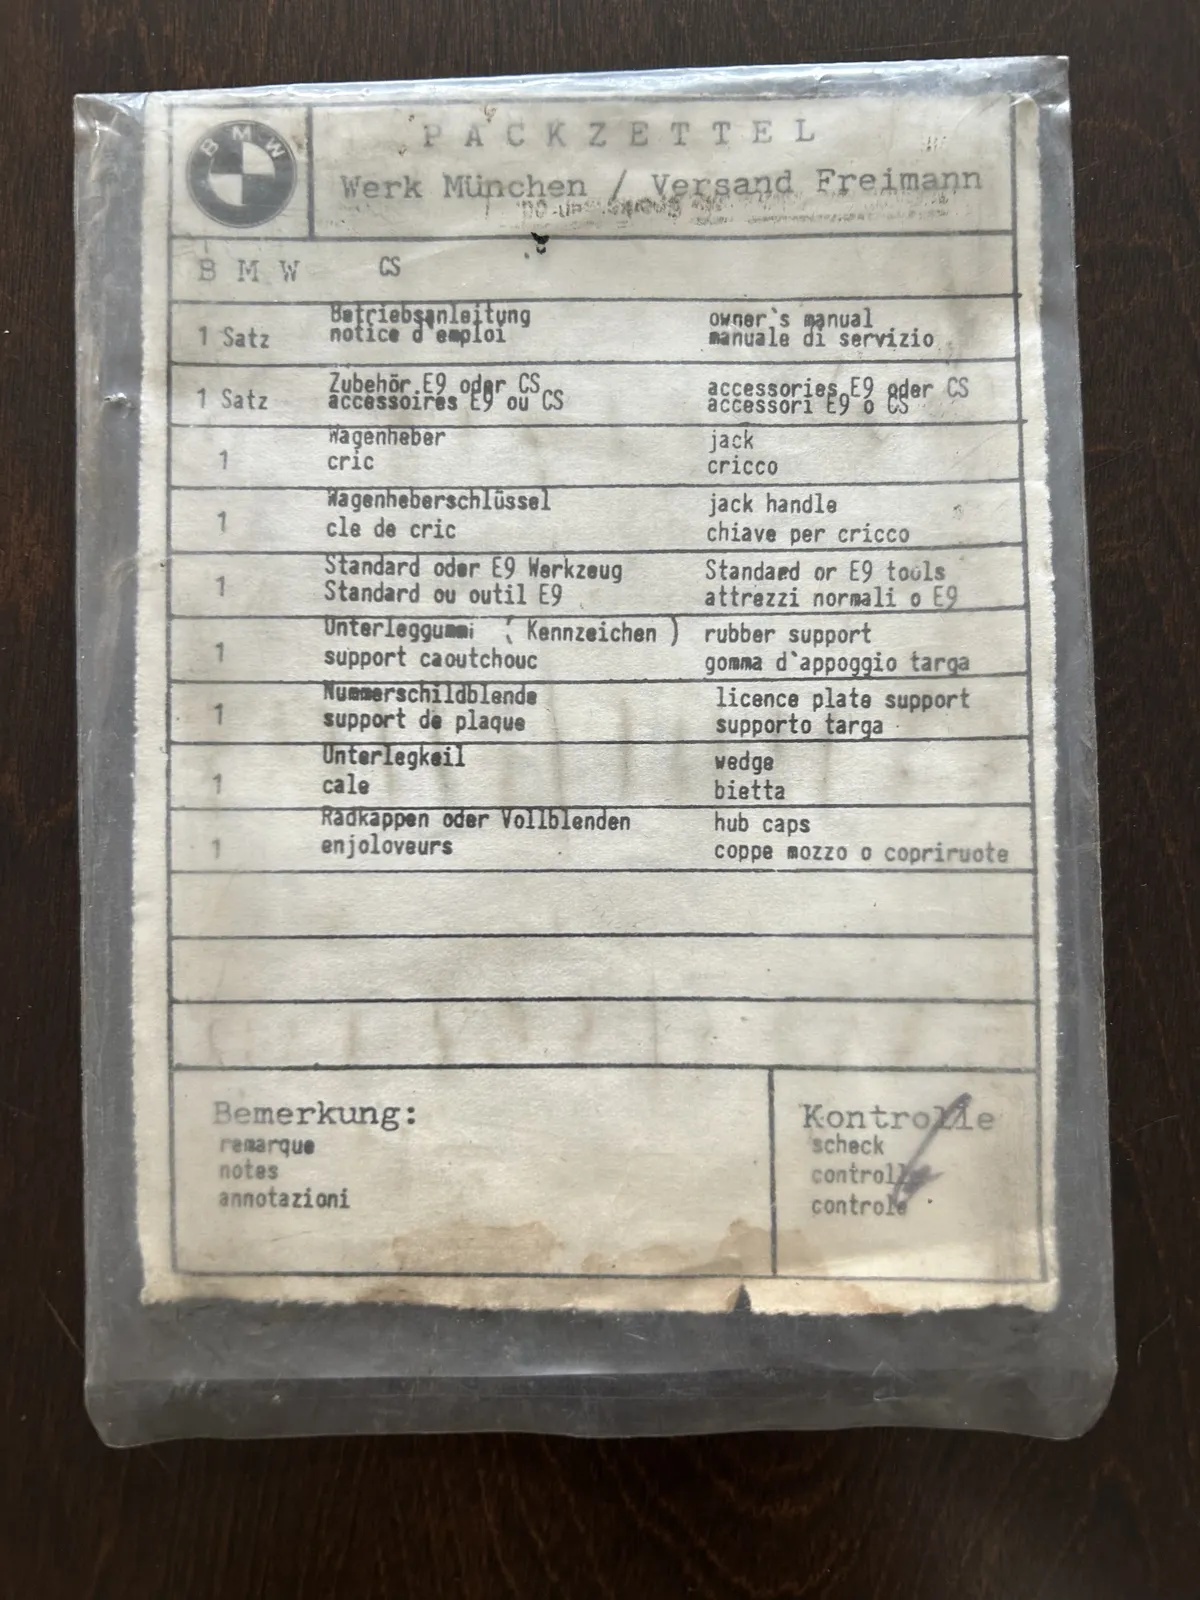 BMW
PACKZETTEL
Werk München / Versand Freimann
BMW CS
1 Satz Betriebsanleitung owner`s manual
notice d'emploi manuale di servizio
1 Satz Zubehör E9 oder CS accessories E9 oder CS
accessoires E9 ou CS accessori E9 o CS
1 Wagenheber jack
cric cricco
1 Wagenheberschlüssel jack handle
cle de cric chiave per cricco
1 Standard oder E9 Werkzeug Standaed or E9 tools
Standard ou outil E9 attrezzi normali o E9
1 Unterleggummi ( Kennzeichen ) rubber support
support caoutchouc gomma d`appoggio targa
1 Nummerschildblende licence plate support
support de plaque supporto targa
1 Unterlegkeil wedge
cale bietta
1 Radkappen oder Vollblenden hub caps
enjoloveurs coppe mozzo o copriruote
Bemerkung:
remarque
notes
annotazioni
Kontrolle
scheck
controlle
controle